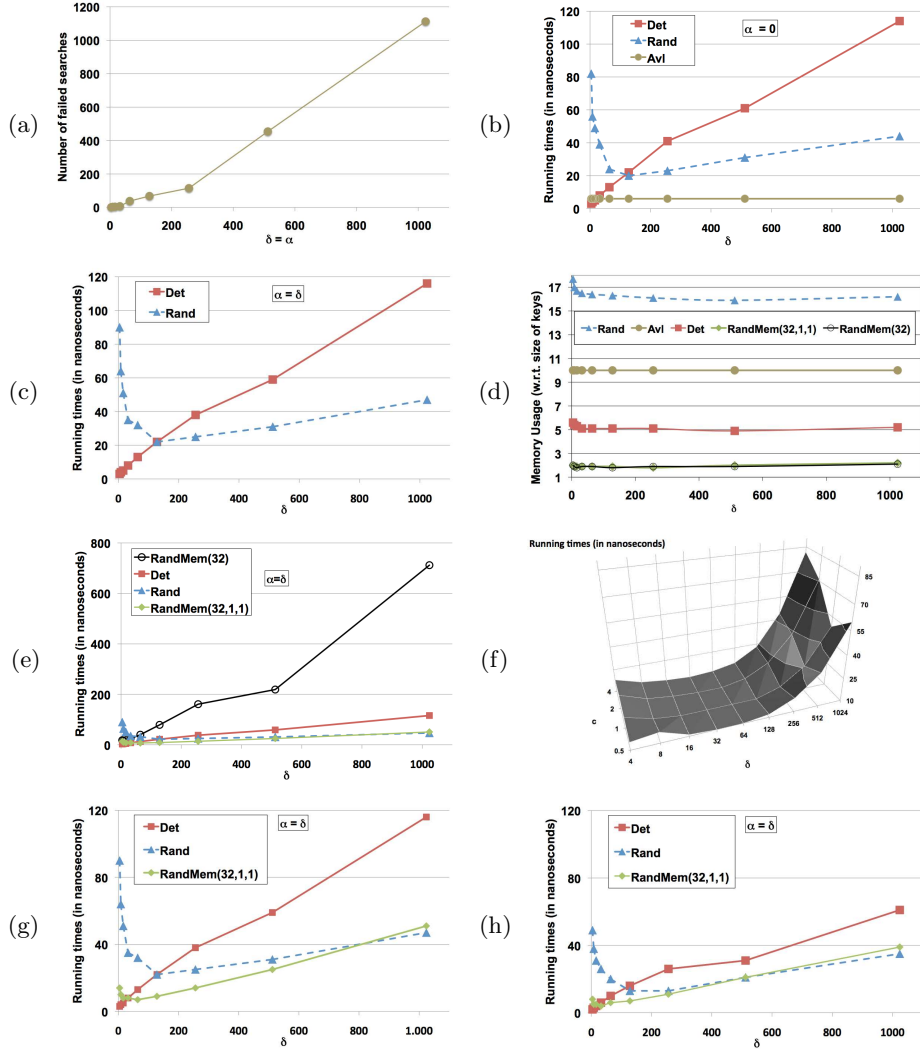 (a)
Number of failed searches
1200
1000
800
600
400
200
0
0 200 400 600 800 1000
δ = α
(b)
Running times (in nanoseconds)
120
100
80
60
40
20
0
Det
Rand
Avl
α = 0
0 200 400 600 800 1000
δ
(c)
Running times (in nanoseconds)
120
100
80
60
40
20
0
Det
Rand
α = δ
0 200 400 600 800 1000
δ
(d)
Memory Usage (w.r.t. size of keys)
17
15
13
11
9
7
5
3
1
Rand Avl Det RandMem(32,1,1) RandMem(32)
0 200 400 600 800 1000
δ
(e)
Running times (in nanoseconds)
800
600
400
200
0
RandMem(32)
Det
Rand
RandMem(32,1,1)
α=δ
0 200 400 600 800 1000
δ
(f)
Running times (in nanoseconds)
85
70
55
40
25
10
4
2
1
0.5
c
4 8 16 32 64 128 256 512 1024
δ
(g)
Running times (in nanoseconds)
120
80
40
0
Det
Rand
RandMem(32,1,1)
α = δ
0 200 400 600 800 1.000
δ
(h)
Running times (in nanoseconds)
120
80
40
0
Det
Rand
RandMem(32,1,1)
α = δ
0 200 400 600 800 1000
δ